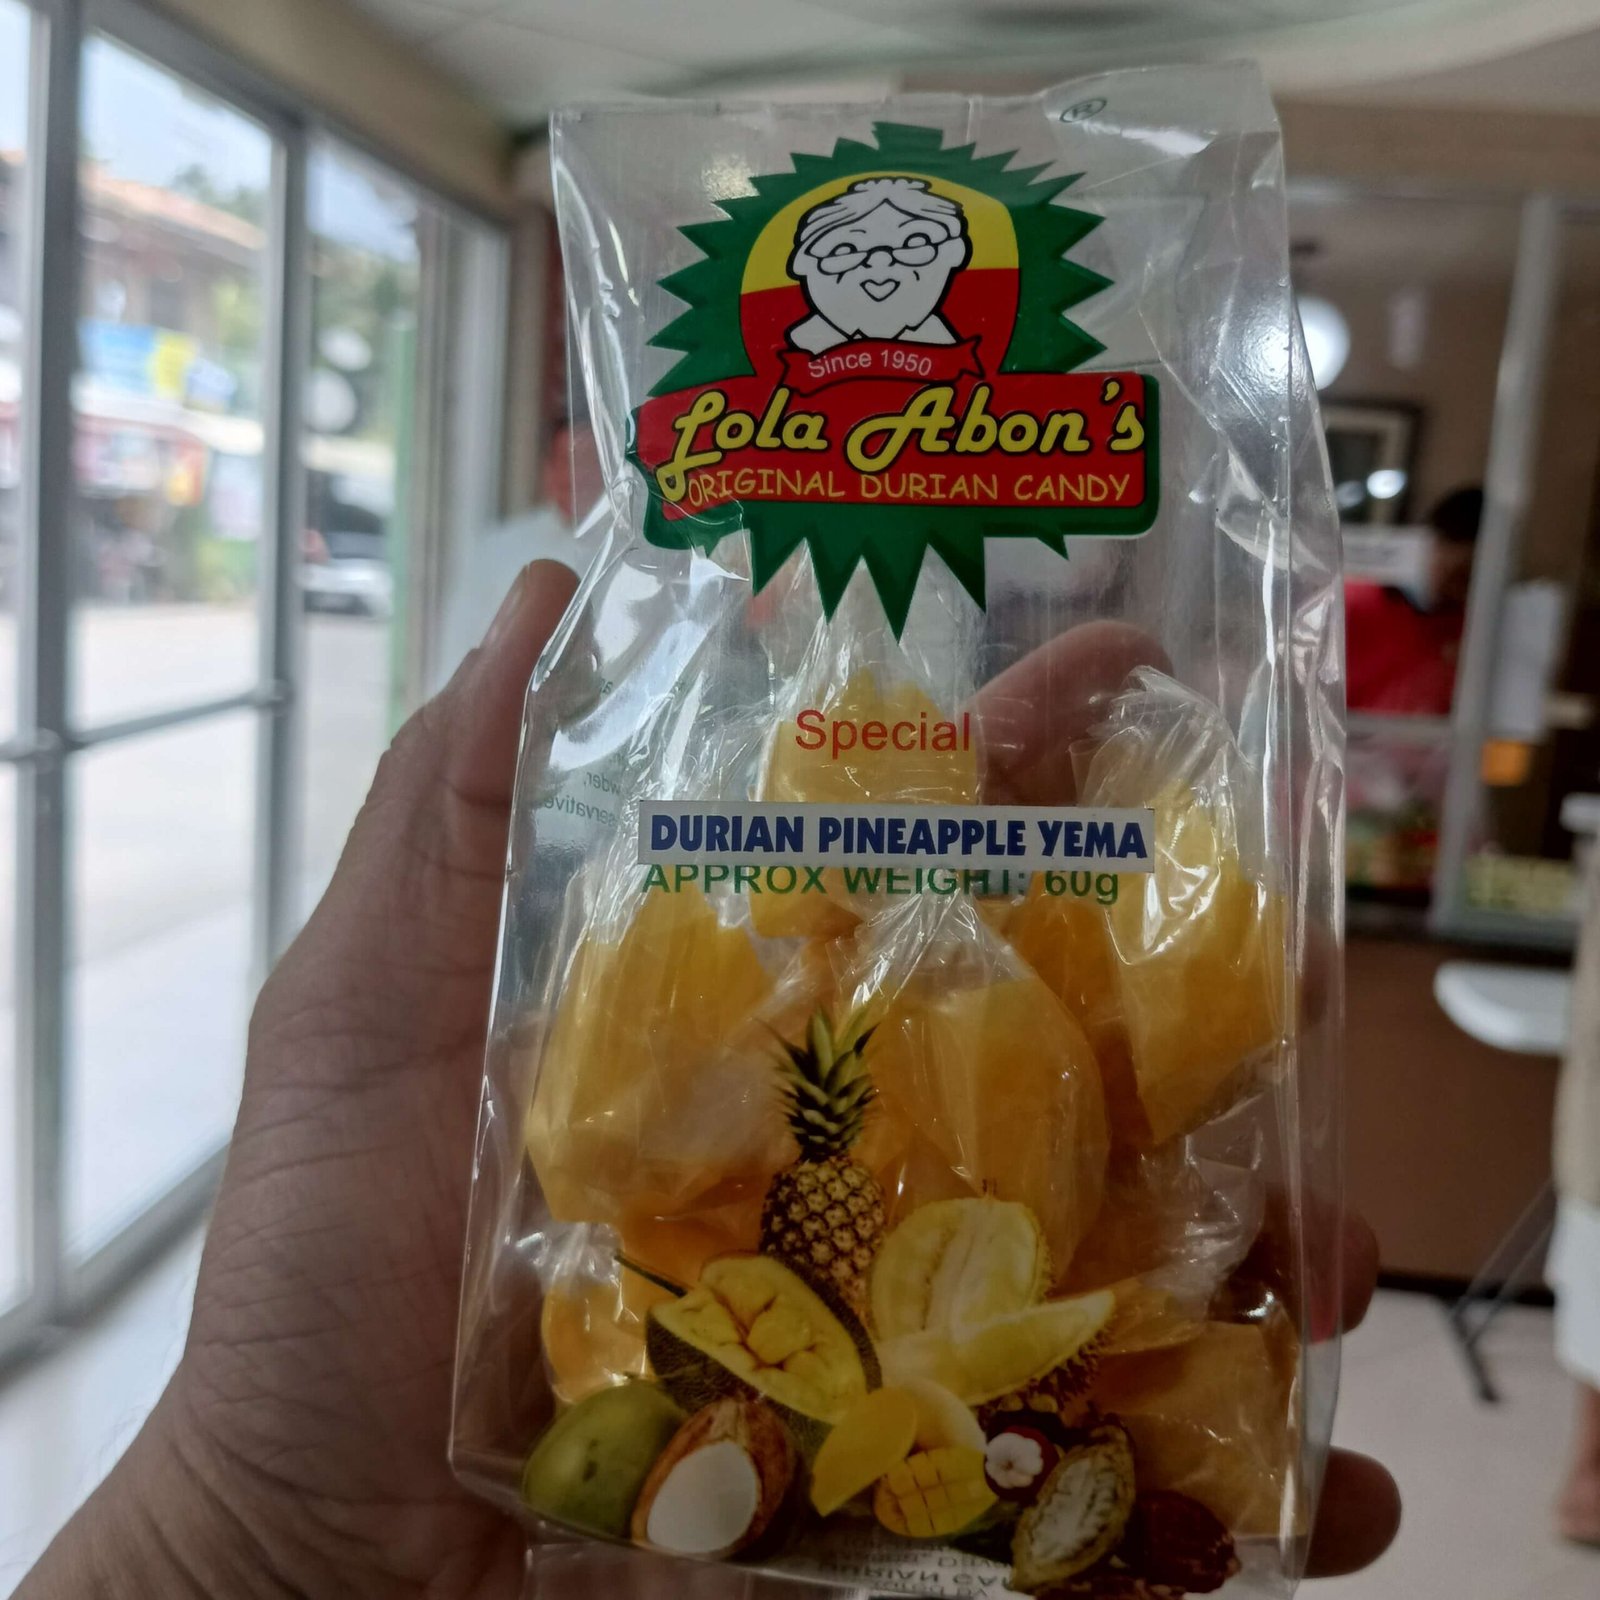 ®
Since 1950
Lola Abon's
ORIGINAL DURIAN CANDY
Special
DURIAN PINEAPPLE YEMA
APPROX WEIGHT: 60g